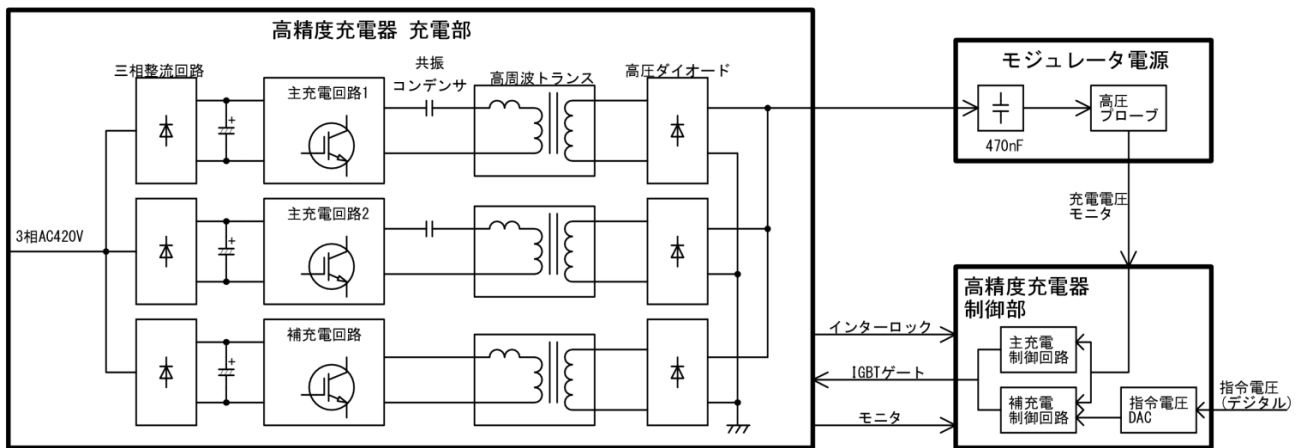 高精度充電器 充電部
三相整流回路
主充電回路1
共振
コンデンサ
高周波トランス
高圧ダイオード
+
主充電回路2
+
3相AC420V
補充電回路
+
モジュレータ電源
470nF
高圧
プローブ
充電電圧
モニタ
インターロック
IGBTゲート
モニタ
高精度充電器
制御部
主充電
制御回路
補充電
制御回路
指令電圧
DAC
指令電圧
(デジタル)